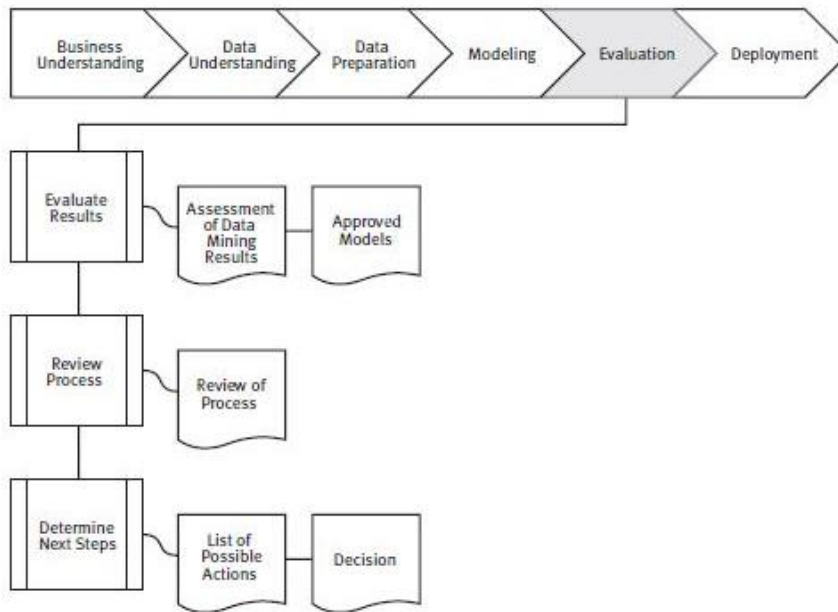 Business
Understanding
Data
Understanding
Data
Preparation
Modeling
Evaluation
Deployment
Evaluate
Results
Assessment
of Data
Mining
Results
Approved
Models
Review
Process
Review of
Process
Determine
Next Steps
List of
Possible
Actions
Decision